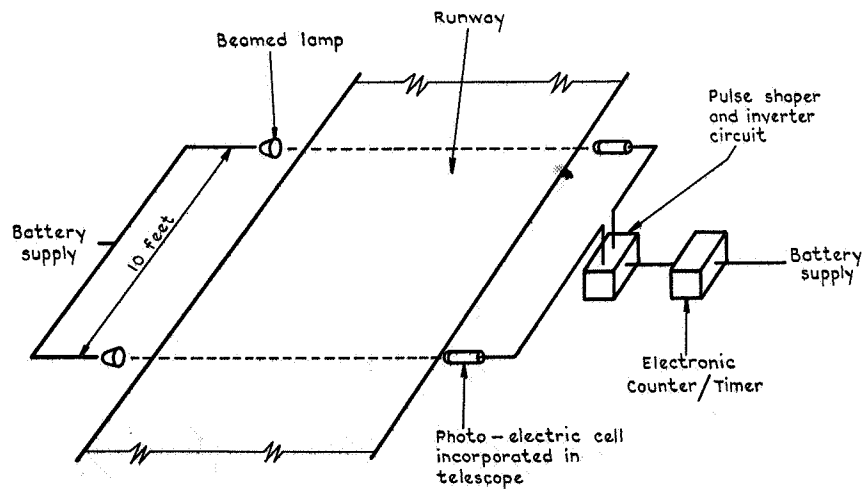 Runway
Beamed lamp
Pulse shaper
and inverter
circuit
10 feet
Battery
supply
Battery
supply
Electronic
Counter/Timer
Photo-electric cell
incorporated in
telescope